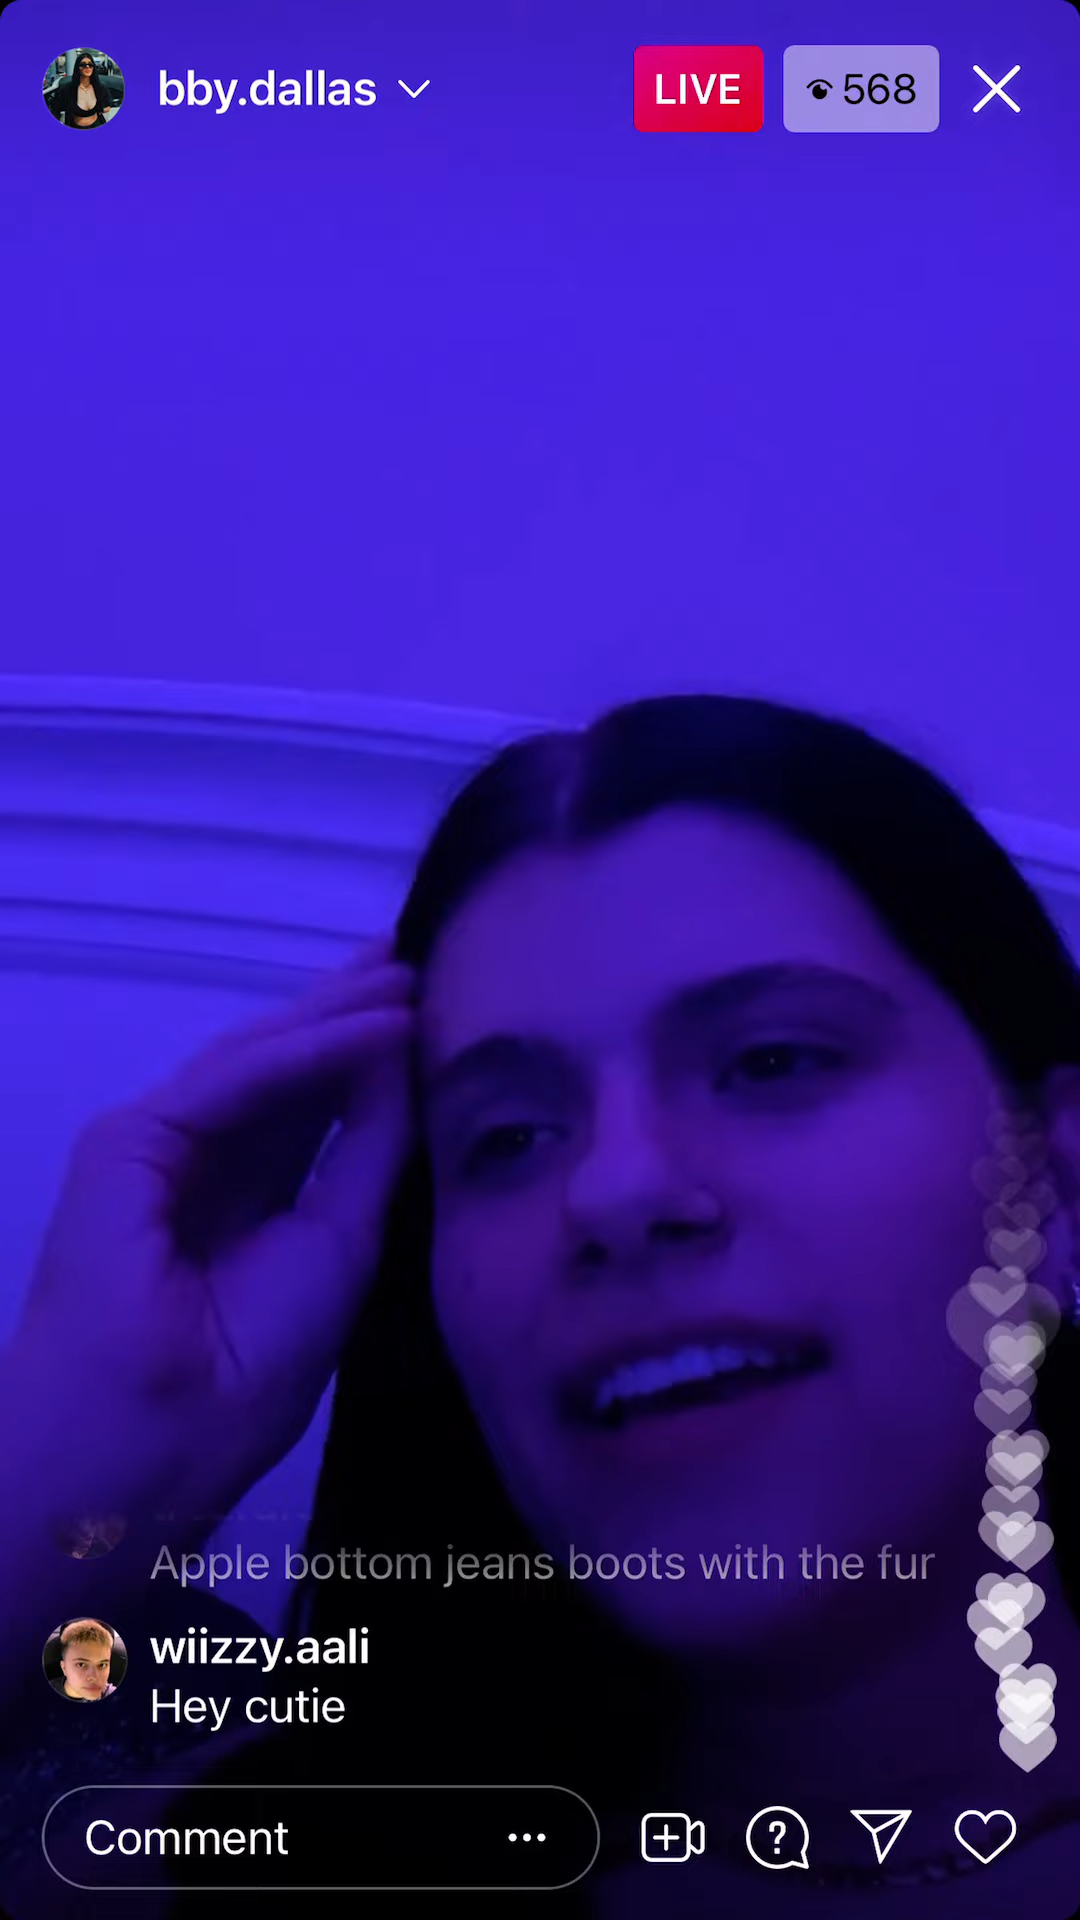 bby.dallas
LIVE
568
Apple bottom jeans boots with the fur
wiizzy.aali
Hey cutie
Comment